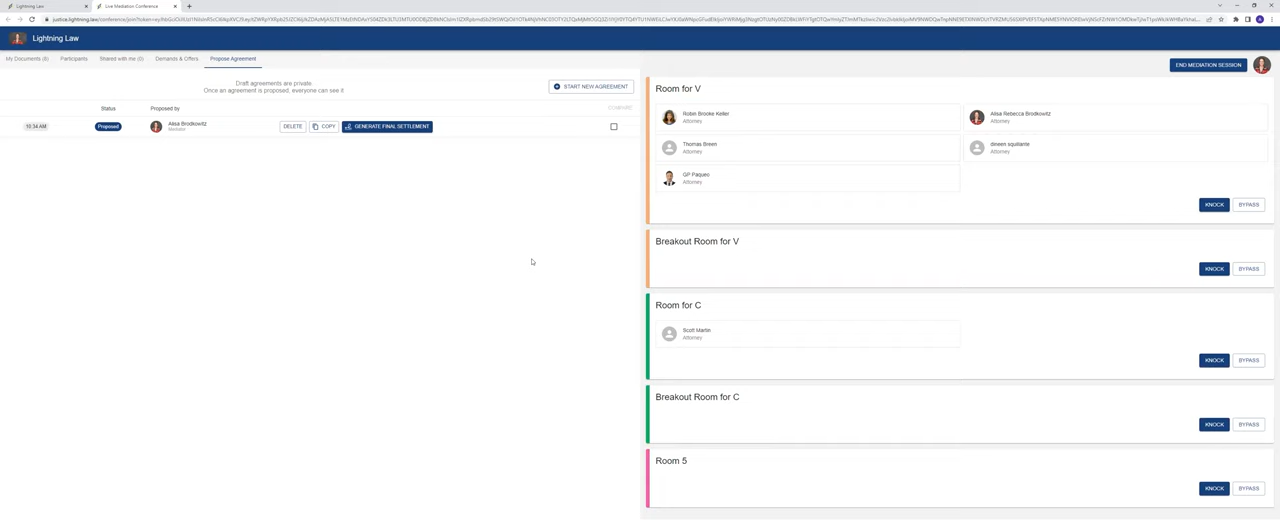 Lightning Law
Live Mediation Conference
Lightning Law
My Documents (8)
Participants
Shared with me (0)
Demands & Offers
Propose Agreement
END MEDIATION SESSION
Draft agreements are private
Once an agreement is proposed, everyone can see it
START NEW AGREEMENT
Status
Proposed by
COMPARE
10:34 AM
Proposed
Alisa Brodkowitz
Mediator
DELETE
COPY
GENERATE FINAL SETTLEMENT
Room for V
Robin Brooke Keller
Attorney
Alisa Rebecca Brodkowitz
Attorney
Thomas Breen
Attorney
dineen squillante
Attorney
GP Paqueo
Attorney
KNOCK
BYPASS
Breakout Room for V
KNOCK
BYPASS
Room for C
Scott Martin
Attorney
KNOCK
BYPASS
Breakout Room for C
KNOCK
BYPASS
Room 5
KNOCK
BYPASS